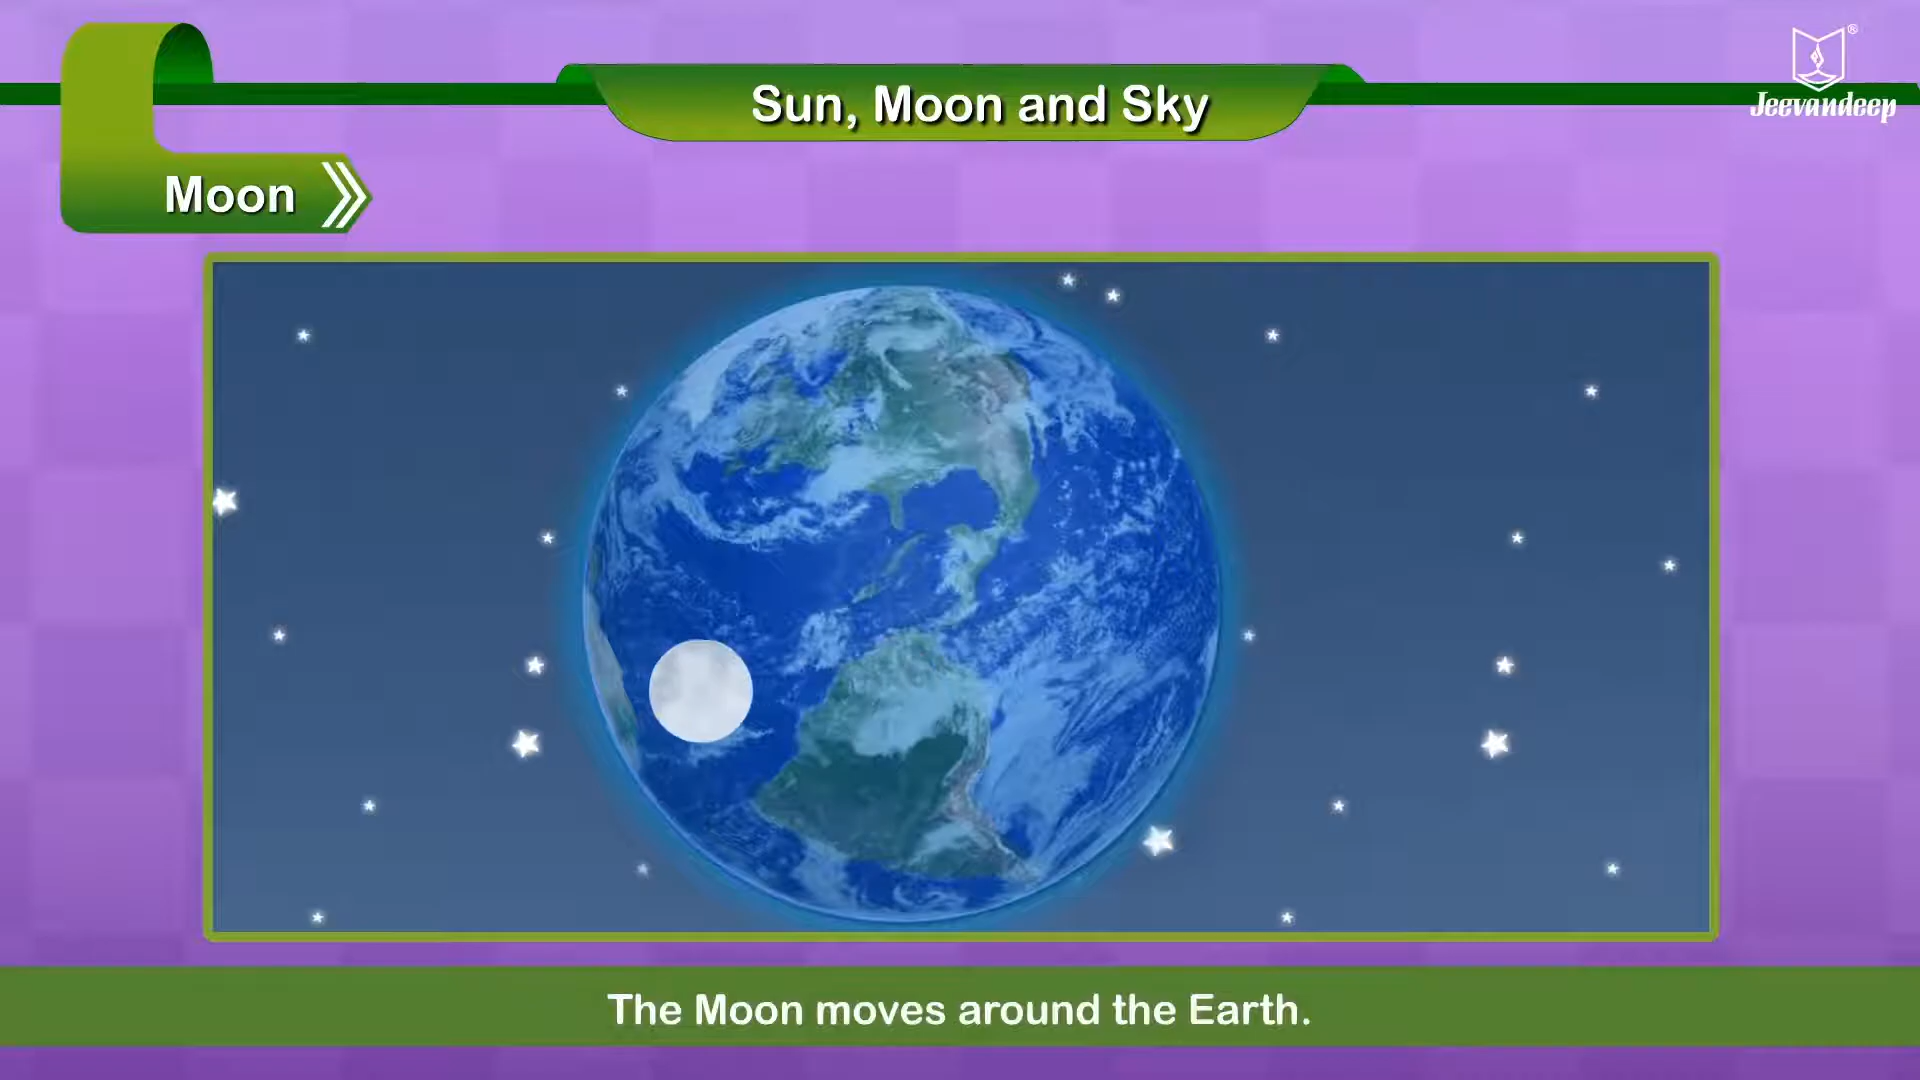 Sun, Moon and Sky
®
Jeevandeep
Moon
The Moon moves around the Earth.